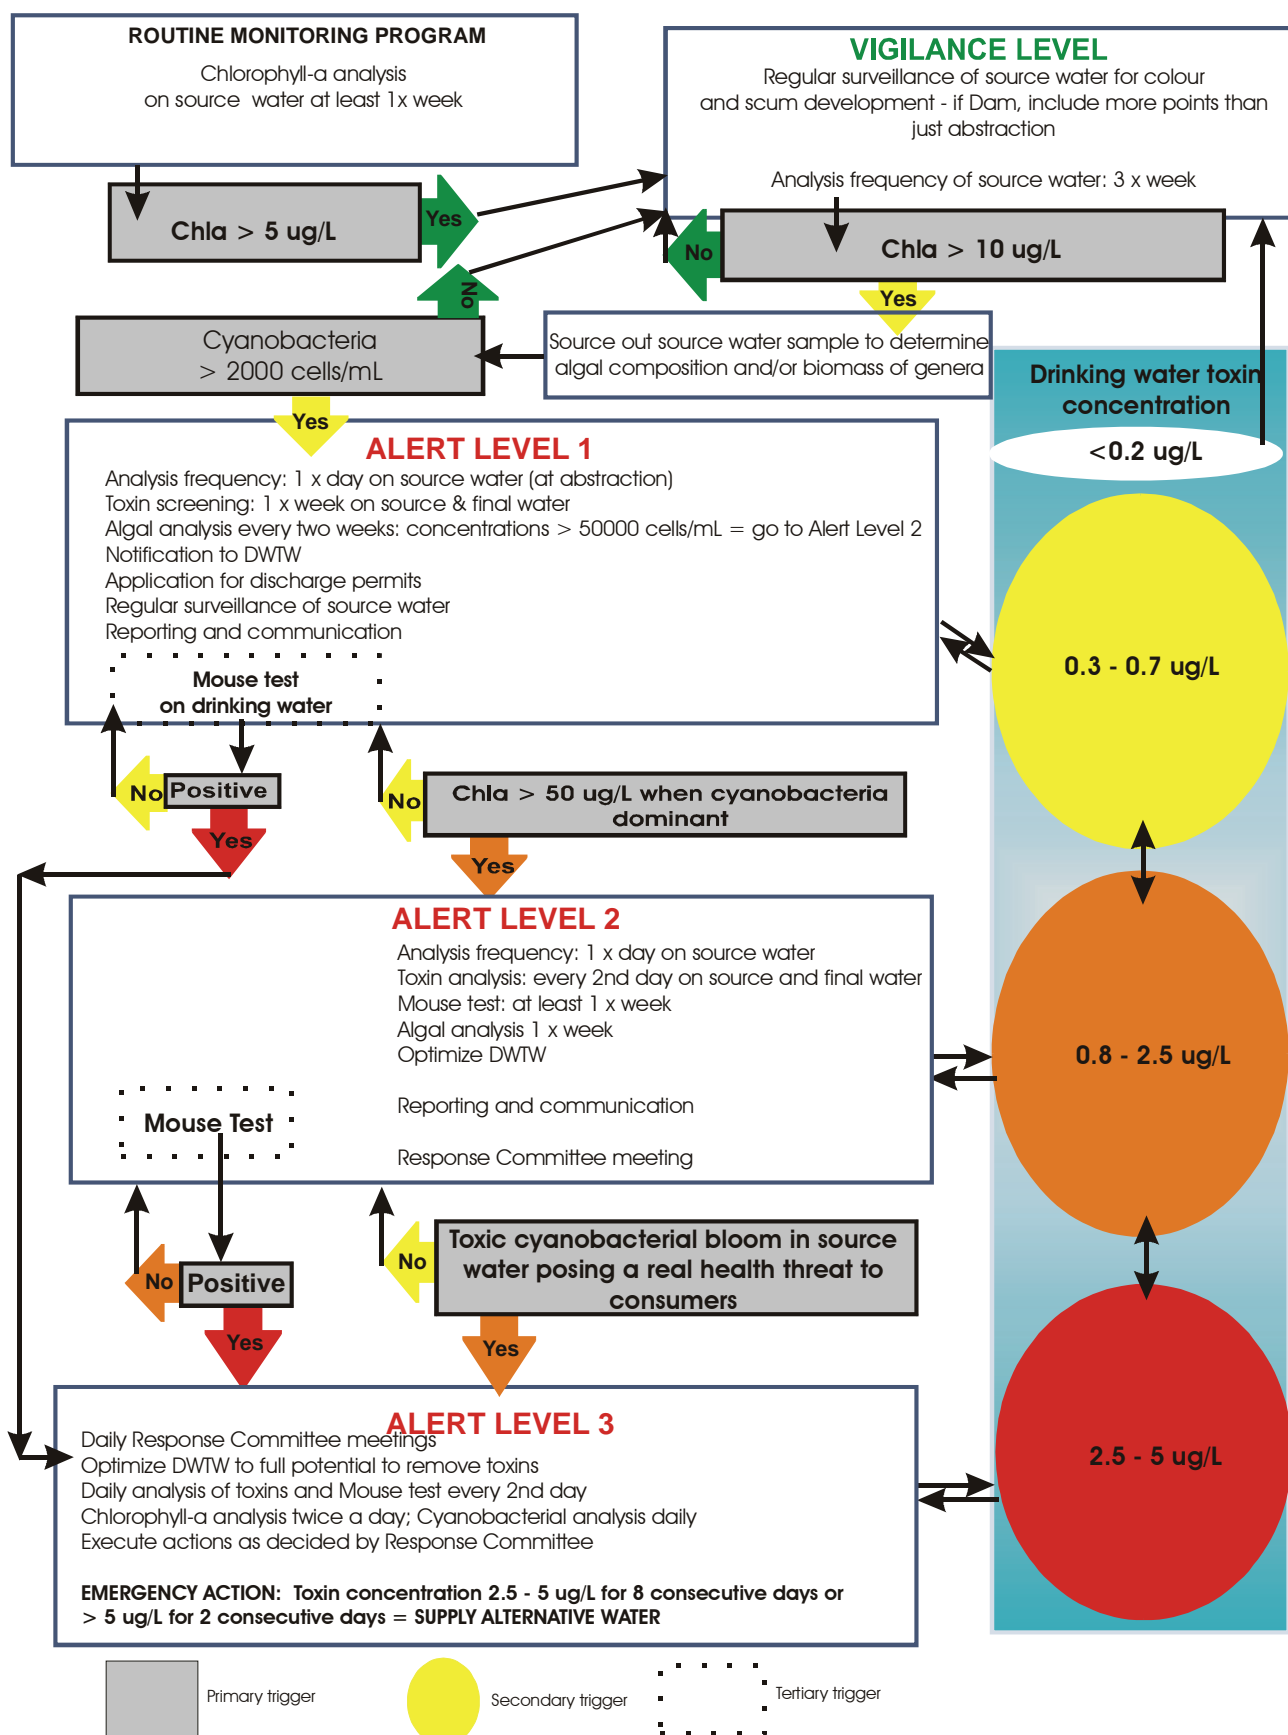 ROUTINE MONITORING PROGRAM
Chlorophyll-a analysis
on source water at least 1x week
VIGILANCE LEVEL
Regular surveillance of source water for colour
and scum development - if Dam, include more points than
just abstraction
Analysis frequency of source water: 3 x week
Chla > 5 ug/L
Yes
No
Chla > 10 ug/L
No
Yes
Cyanobacteria
> 2000 cells/mL
Source out source water sample to determine
algal composition and/or biomass of genera
Yes
Drinking water toxin
concentration
<0.2 ug/L
ALERT LEVEL 1
Analysis frequency: 1 x day on source water (at abstraction)
Toxin screening: 1 x week on source & final water
Algal analysis every two weeks: concentrations > 50000 cells/mL = go to Alert Level 2
Notification to DWTW
Application for discharge permits
Regular surveillance of source water
Reporting and communication
Mouse test
on drinking water
0.3 - 0.7 ug/L
No
Positive
Yes
No
Chla > 50 ug/L when cyanobacteria
dominant
Yes
ALERT LEVEL 2
Analysis frequency: 1 x day on source water
Toxin analysis: every 2nd day on source and final water
Mouse test: at least 1 x week
Algal analysis 1 x week
Optimize DWTW
Reporting and communication
Response Committee meeting
Mouse Test
0.8 - 2.5 ug/L
No
Positive
Yes
No
Toxic cyanobacterial bloom in source
water posing a real health threat to
consumers
Yes
ALERT LEVEL 3
Daily Response Committee meetings
Optimize DWTW to full potential to remove toxins
Daily analysis of toxins and Mouse test every 2nd day
Chlorophyll-a analysis twice a day; Cyanobacterial analysis daily
Execute actions as decided by Response Committee
EMERGENCY ACTION: Toxin concentration 2.5 - 5 ug/L for 8 consecutive days or
> 5 ug/L for 2 consecutive days = SUPPLY ALTERNATIVE WATER
2.5 - 5 ug/L
Primary trigger
Secondary trigger
Tertiary trigger